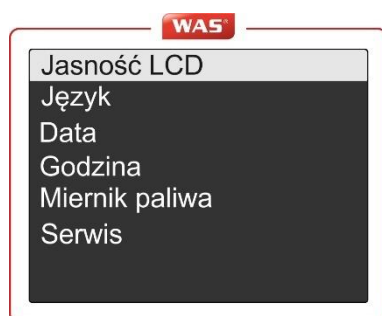 WAS
Jasność LCD
Język
Data
Godzina
Miernik paliwa
Serwis